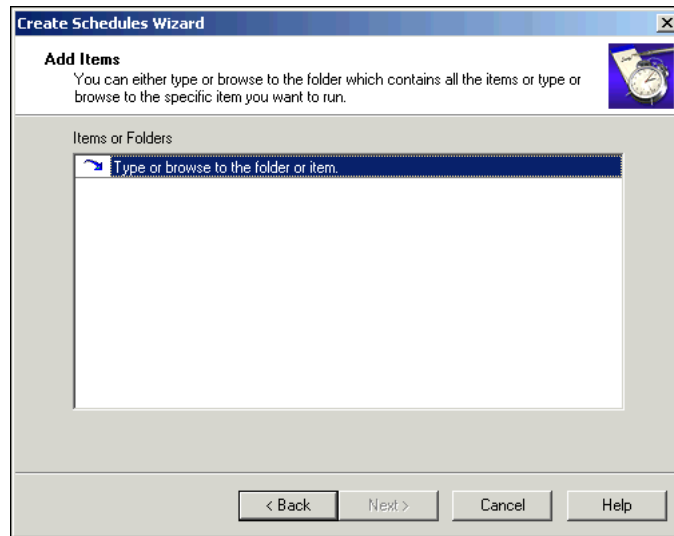 Create Schedules Wizard
Add Items
You can either type or browse to the folder which contains all the items or type or
browse to the specific item you want to run.
Items or Folders
Type or browse to the folder or item.
< Back
Next >
Cancel
Help